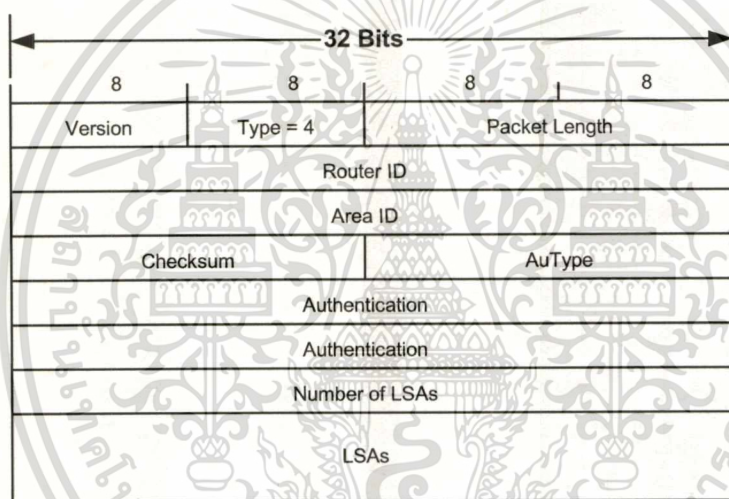 32 Bits
8 8 8 8
Version Type = 4 Packet Length
Router ID
Area ID
Checksum AuType
Authentication
Authentication
Number of LSAs
LSAs